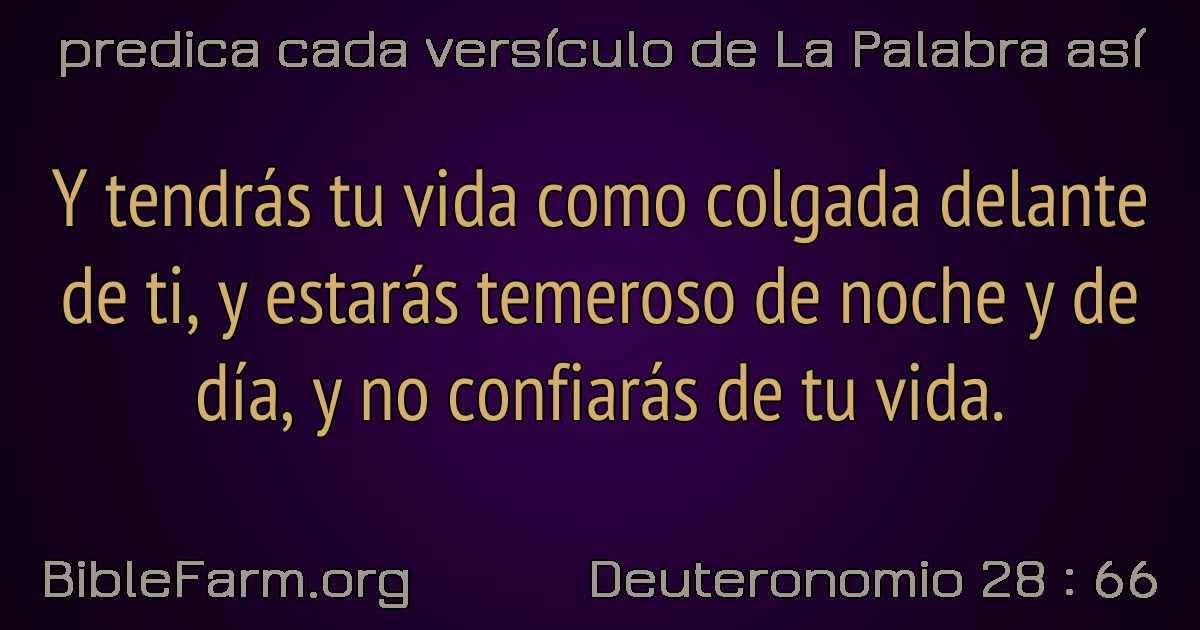 predica cada versículo de La Palabra así
Y tendrás tu vida como colgada delante
de ti, y estarás temeroso de noche y de
día, y no confiarás de tu vida.
BibleFarm.org
Deuteronomio 28 : 66